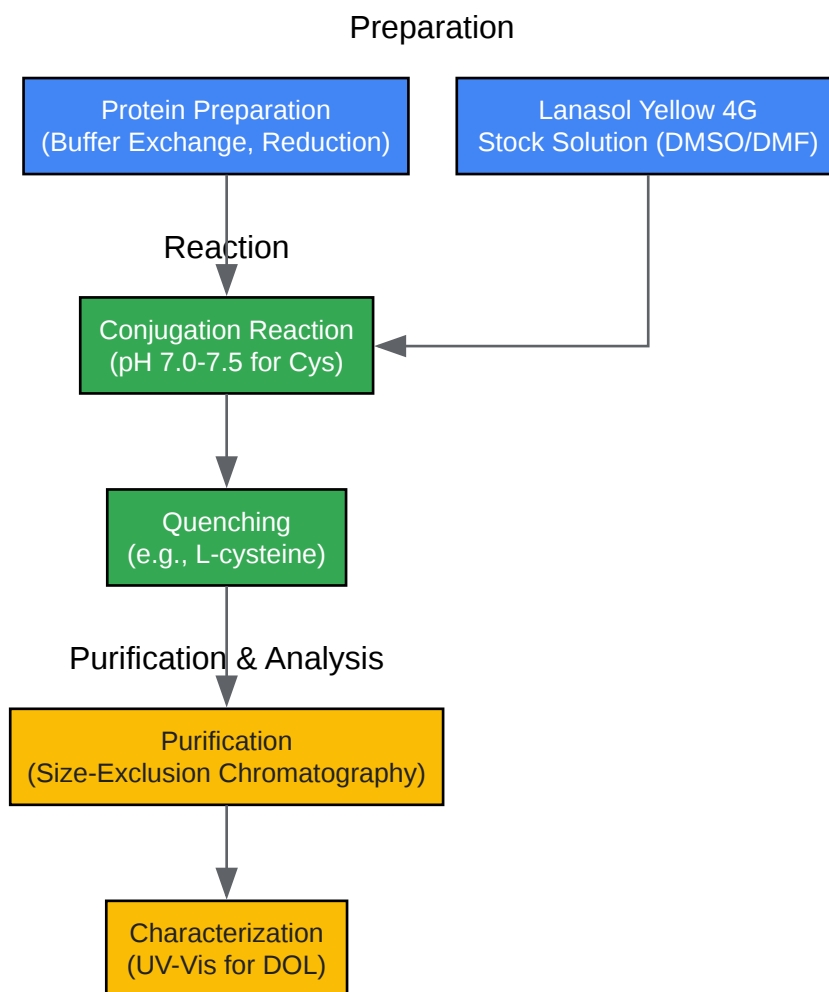 Preparation
Protein Preparation
(Buffer Exchange, Reduction)
Lanasol Yellow 4G
Stock Solution (DMSO/DMF)
Reaction
Conjugation Reaction
(pH 7.0-7.5 for Cys)
Quenching
(e.g., L-cysteine)
Purification & Analysis
Purification
(Size-Exclusion Chromatography)
Characterization
(UV-Vis for DOL)